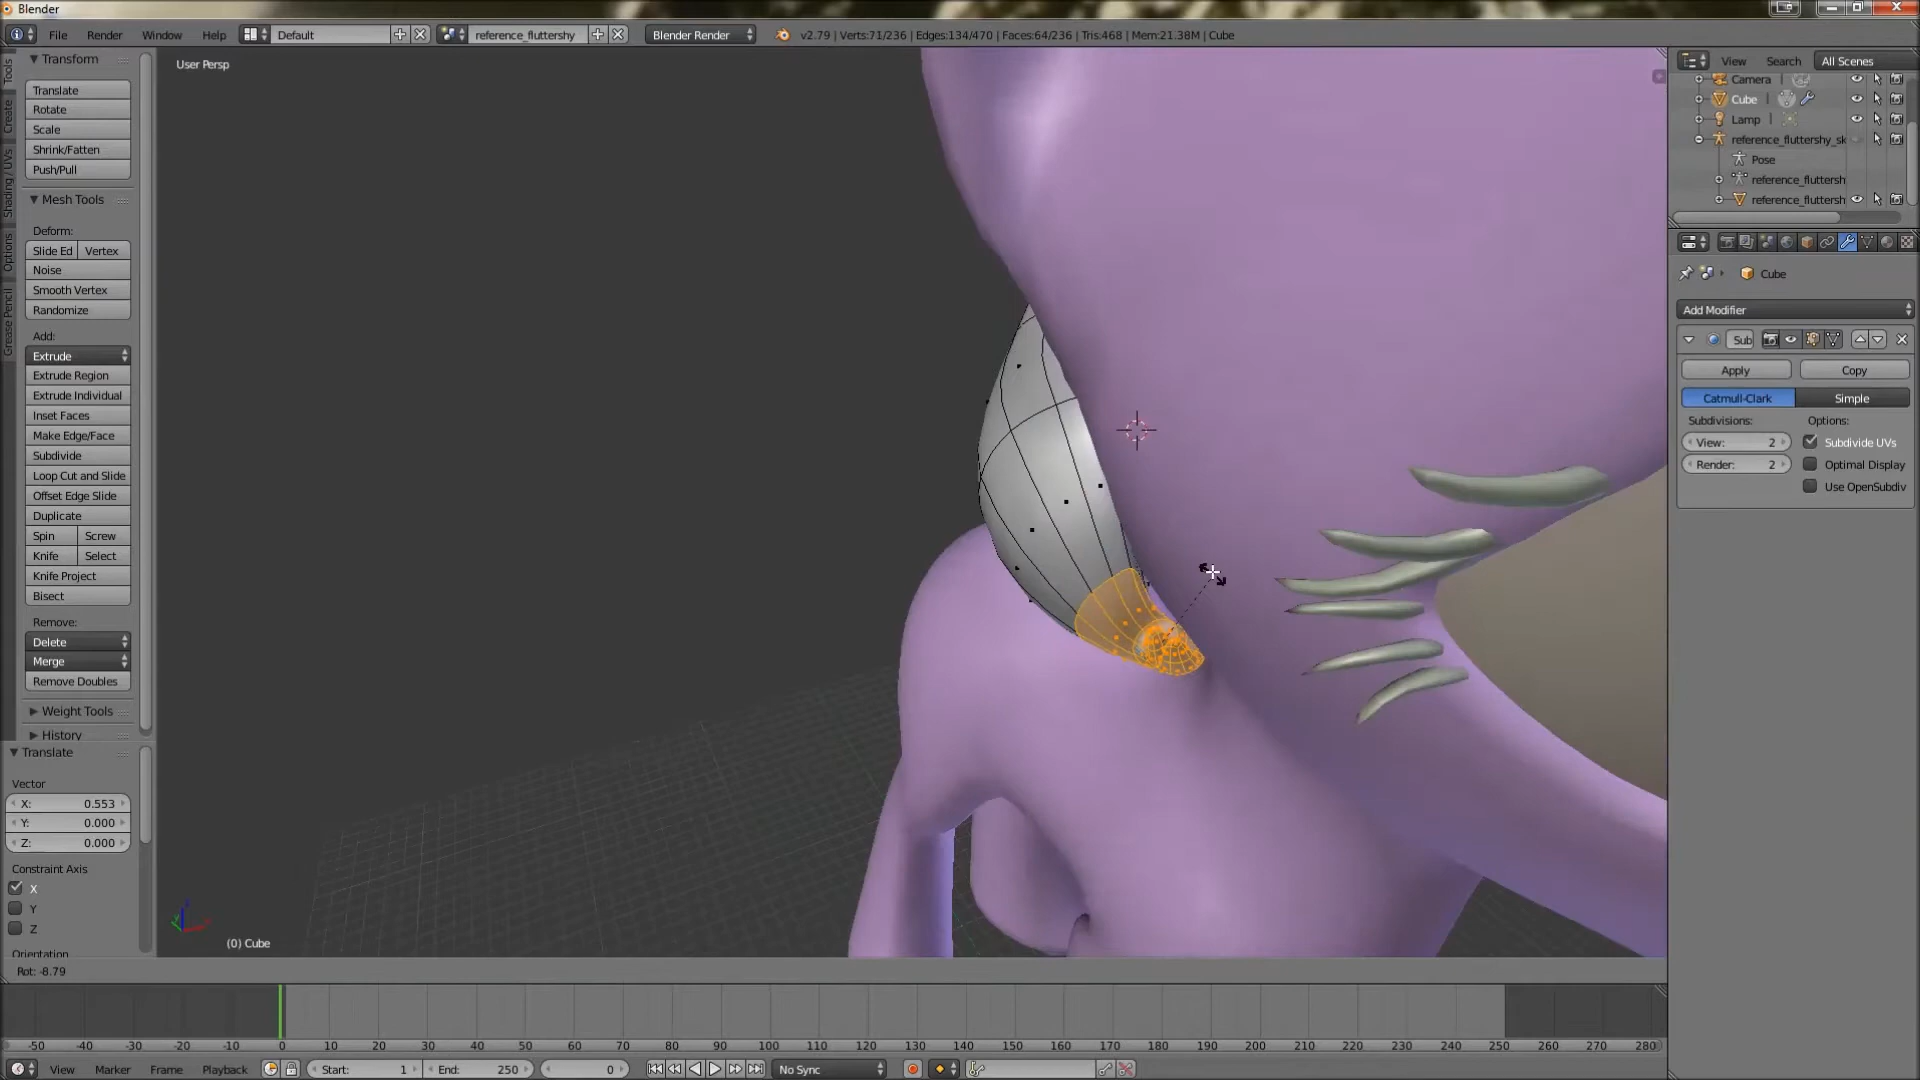 Blender
File Render Window Help Default reference_fluttershy Blender Render v2.79 | Verts:71/236 | Edges:134/470 | Faces:64/236 | Tris:468 | Mem:21.38M | Cube
Tools
Create
Shading / UVs
Options
Grease Pencil
Transform
Translate
Rotate
Scale
Shrink/Fatten
Push/Pull
Mesh Tools
Deform:
Slide Ed Vertex
Noise
Smooth Vertex
Randomize
Add:
Extrude
Extrude Region
Extrude Individual
Inset Faces
Make Edge/Face
Subdivide
Loop Cut and Slide
Offset Edge Slide
Duplicate
Spin Screw
Knife Select
Knife Project
Bisect
Remove:
Delete
Merge
Remove Doubles
Weight Tools
History
Translate
Vector
X: 0.553
Y: 0.000
Z: 0.000
Constraint Axis
X
Y
Z
Orientation
User Persp
(0) Cube
Rot: -8.79
View Search All Scenes
Camera
Cube
Lamp
reference_fluttershy_sk
Pose
reference_fluttersh
reference_fluttersh
Cube
Add Modifier
Sub
Apply Copy
Catmull-Clark Simple
Subdivisions: Options:
View: 2 Subdivide UVs
Render: 2 Optimal Display
Use OpenSubdiv
-50 -40 -30 -20 -10 0 10 20 30 40 50 60 70 80 90 100 110 120 130 140 150 160 170 180 190 200 210 220 230 240 250 260 270 280
View Marker Frame Playback Start: 1 End: 250 0 No Sync